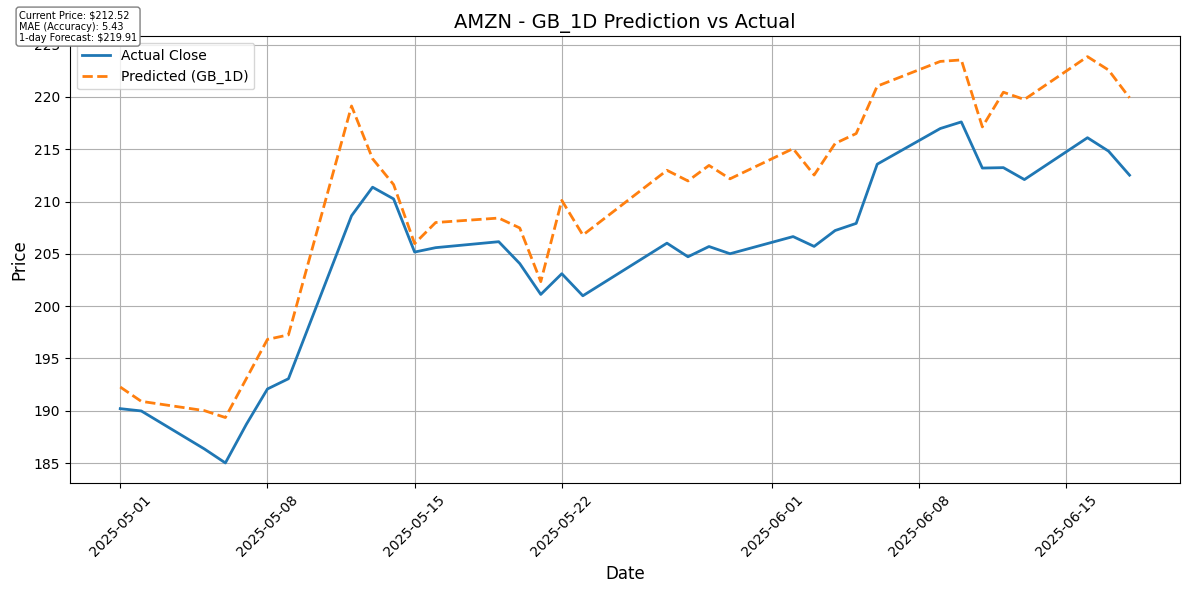 AMZN - GB_1D Prediction vs Actual
Current Price: $212.52
MAE (Accuracy): 5.43
1-day Forecast: $219.91
Actual Close
Predicted (GB_1D)
Price
225
220
215
210
205
200
195
190
185
2025-05-01
2025-05-08
2025-05-15
2025-05-22
2025-06-01
2025-06-08
2025-06-15
Date